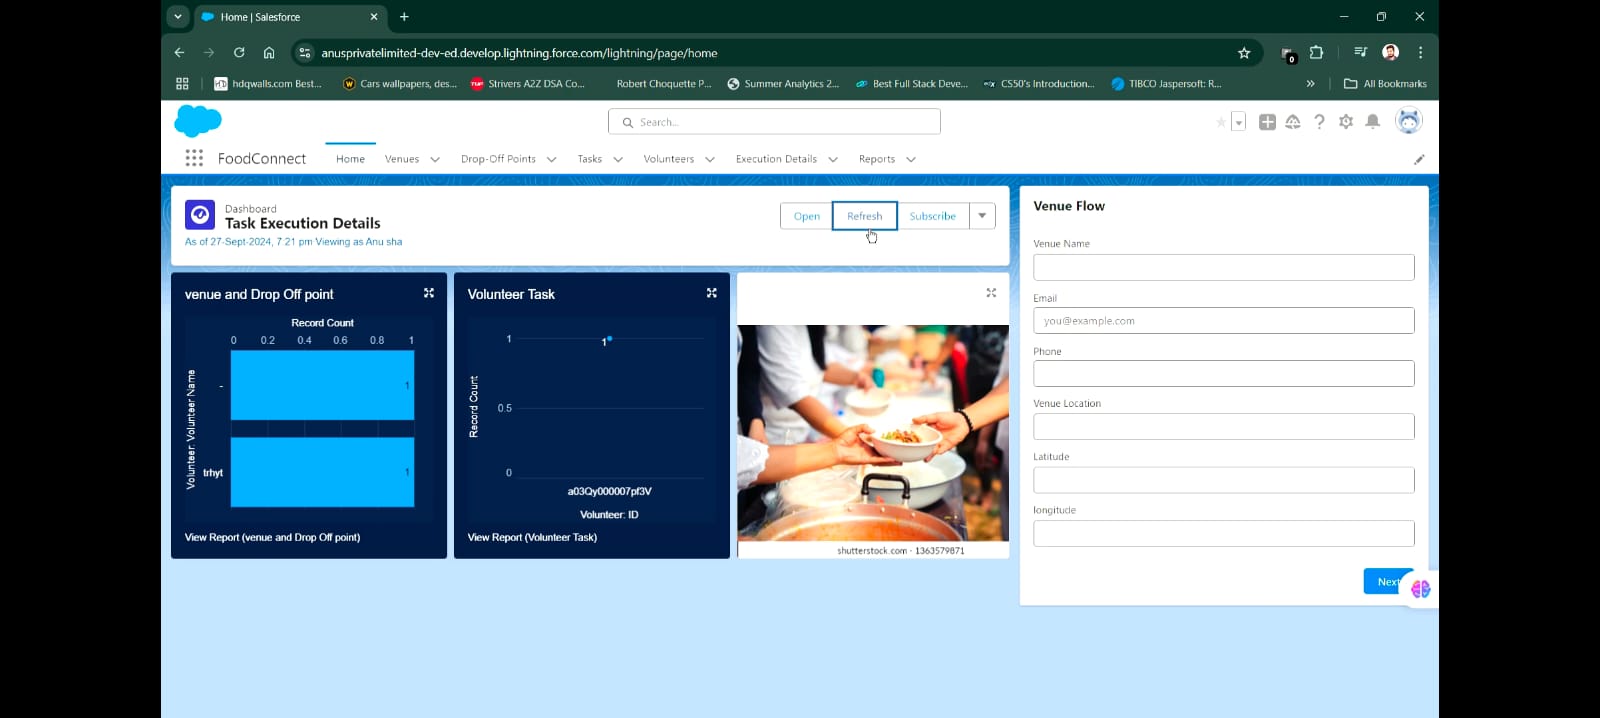 Home | Salesforce
anusprivatelimited-dev-ed.develop.lightning.force.com/lightning/page/home
0
hdqwalls.com Best...
Cars wallpapers, des...
Strivers A2Z DSA Co...
Robert Choquette P...
Summer Analytics 2...
Best Full Stack Deve...
CS50's Introduction...
TIBCO Jaspersoft: R...
All Bookmarks
Search...
FoodConnect
Home
Venues
Drop-Off Points
Tasks
Volunteers
Execution Details
Reports
Dashboard
Task Execution Details
As of 27-Sept-2024, 7 21 pm Viewing as Anu sha
Open
Refresh
Subscribe
venue and Drop Off point
Record Count
0 0.2 0.4 0.6 0.8 1
Volunteer: Volunteer Name
- 1
trhyt 1
View Report (venue and Drop Off point)
Volunteer Task
Record Count
1
1
0.5
0
a03Qy000007pf3V
Volunteer: ID
View Report (Volunteer Task)
shutterstock.com · 1363579871
Venue Flow
Venue Name
Email
you@example.com
Phone
Venue Location
Latitude
longitude
Next